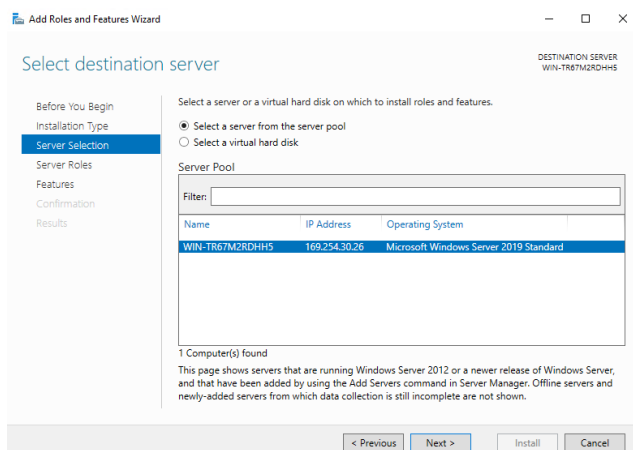 Add Roles and Features Wizard
Select destination server
DESTINATION SERVER
WIN-TR67M2RDHH5
Before You Begin
Installation Type
Server Selection
Server Roles
Features
Confirmation
Results
Select a server or a virtual hard disk on which to install roles and features.
Select a server from the server pool
Select a virtual hard disk
Server Pool
Filter:
Name IP Address Operating System
WIN-TR67M2RDHH5 169.254.30.26 Microsoft Windows Server 2019 Standard
1 Computer(s) found
This page shows servers that are running Windows Server 2012 or a newer release of Windows Server,
and that have been added by using the Add Servers command in Server Manager. Offline servers and
newly-added servers from which data collection is still incomplete are not shown.
< Previous Next > Install Cancel